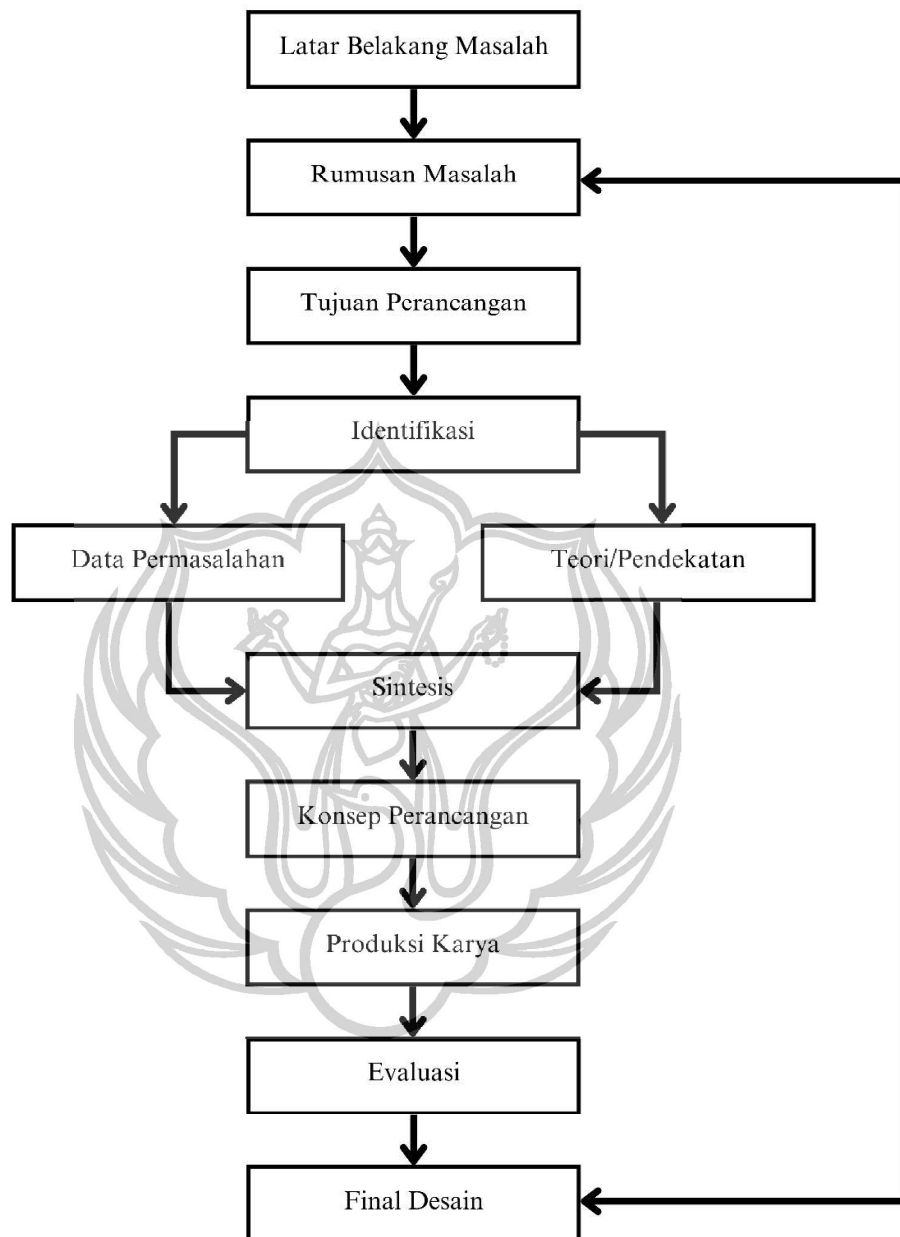 Latar Belakang Masalah
Rumusan Masalah
Tujuan Perancangan
Identifikasi
Data Permasalahan
Teori/Pendekatan
Sintesis
Konsep Perancangan
Produksi Karya
Evaluasi
Final Desain